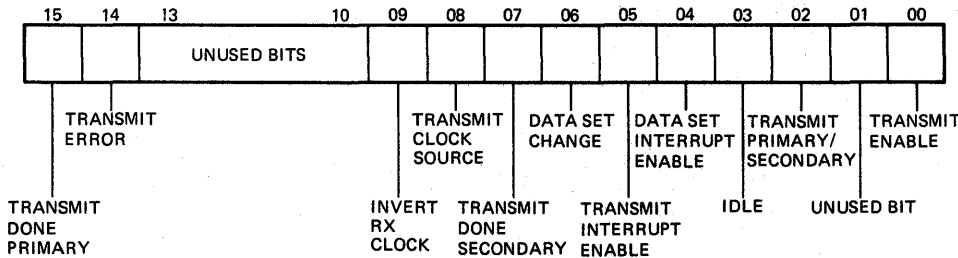 15 14 13 10 09 08 07 06 05 04 03 02 01 00
UNUSED BITS
TRANSMIT
ERROR
TRANSMIT
CLOCK
SOURCE
DATA SET
CHANGE
DATA SET
INTERRUPT
ENABLE
TRANSMIT
PRIMARY/
SECONDARY
TRANSMIT
ENABLE
TRANSMIT
DONE
PRIMARY
INVERT
RX
CLOCK
TRANSMIT
DONE
SECONDARY
TRANSMIT
INTERRUPT
ENABLE
IDLE
UNUSED BIT